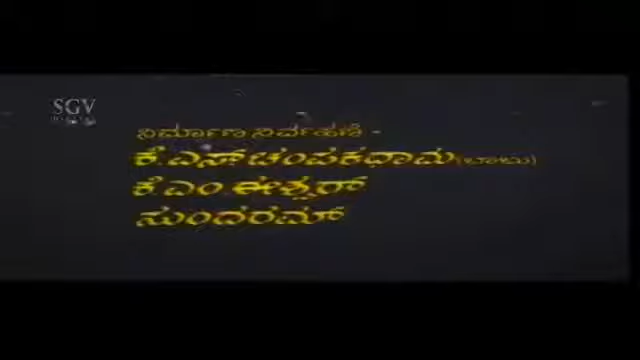 SGV
ನಿರ್ಮಾಣ ನಿರ್ವಹಣೆ -
ಕೆ.ಎಸ್ ಚಂಪಕಧಾಮ (ಬಾಬು)
ಕೆ ಎಂ ಈಶ್ವರ್
ಸುಂದರಮ್